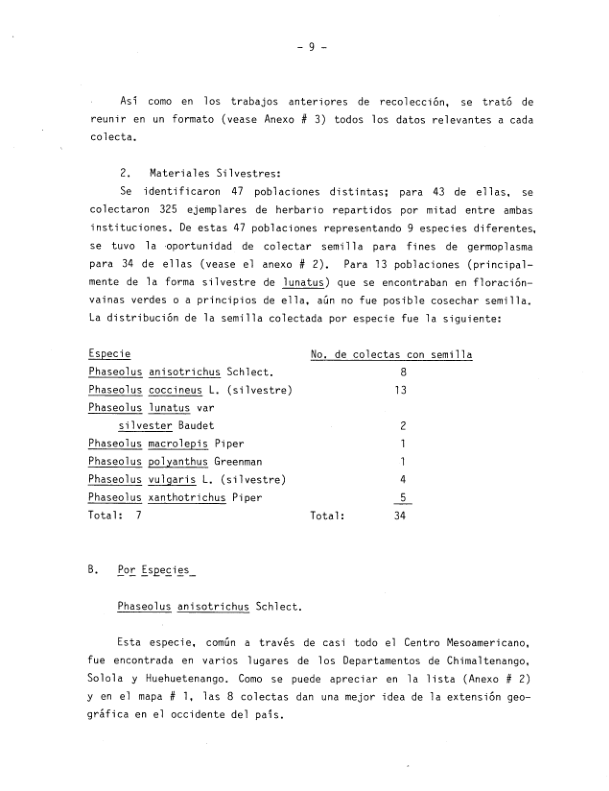 - 9 -
Así como en los trabajos anteriores de recolección, se trató de
reunir en un formato (vease Anexo # 3) todos los datos relevantes a cada
colecta.
2. Materiales Silvestres:
Se identificaron 47 poblaciones distintas; para 43 de ellas, se
colectaron 325 ejemplares de herbario repartidos por mitad entre ambas
instituciones. De estas 47 poblaciones representando 9 especies diferentes,
se tuvo la oportunidad de colectar semilla para fines de germoplasma
para 34 de ellas (vease el anexo # 2). Para 13 poblaciones (principal-
mente de la forma silvestre de lunatus) que se encontraban en floración-
vainas verdes o a principios de ella, aún no fue posible cosechar semilla.
La distribución de la semilla colectada por especie fue la siguiente:
Especie No. de colectas con semilla
Phaseolus anisotrichus Schlect. 8
Phaseolus coccineus L. (silvestre) 13
Phaseolus lunatus var
silvester Baudet 2
Phaseolus macrolepis Piper 1
Phaseolus polyanthus Greenman 1
Phaseolus vulgaris L. (silvestre) 4
Phaseolus xanthotrichus Piper 5
Total: 7 Total: 34
B. Por Especies
Phaseolus anisotrichus Schlect.
Esta especie, común a través de casi todo el Centro Mesoamericano,
fue encontrada en varios lugares de los Departamentos de Chimaltenango,
Solola y Huehuetenango. Como se puede apreciar en la lista (Anexo # 2)
y en el mapa # 1, las 8 colectas dan una mejor idea de la extensión geo-
gráfica en el occidente del país.